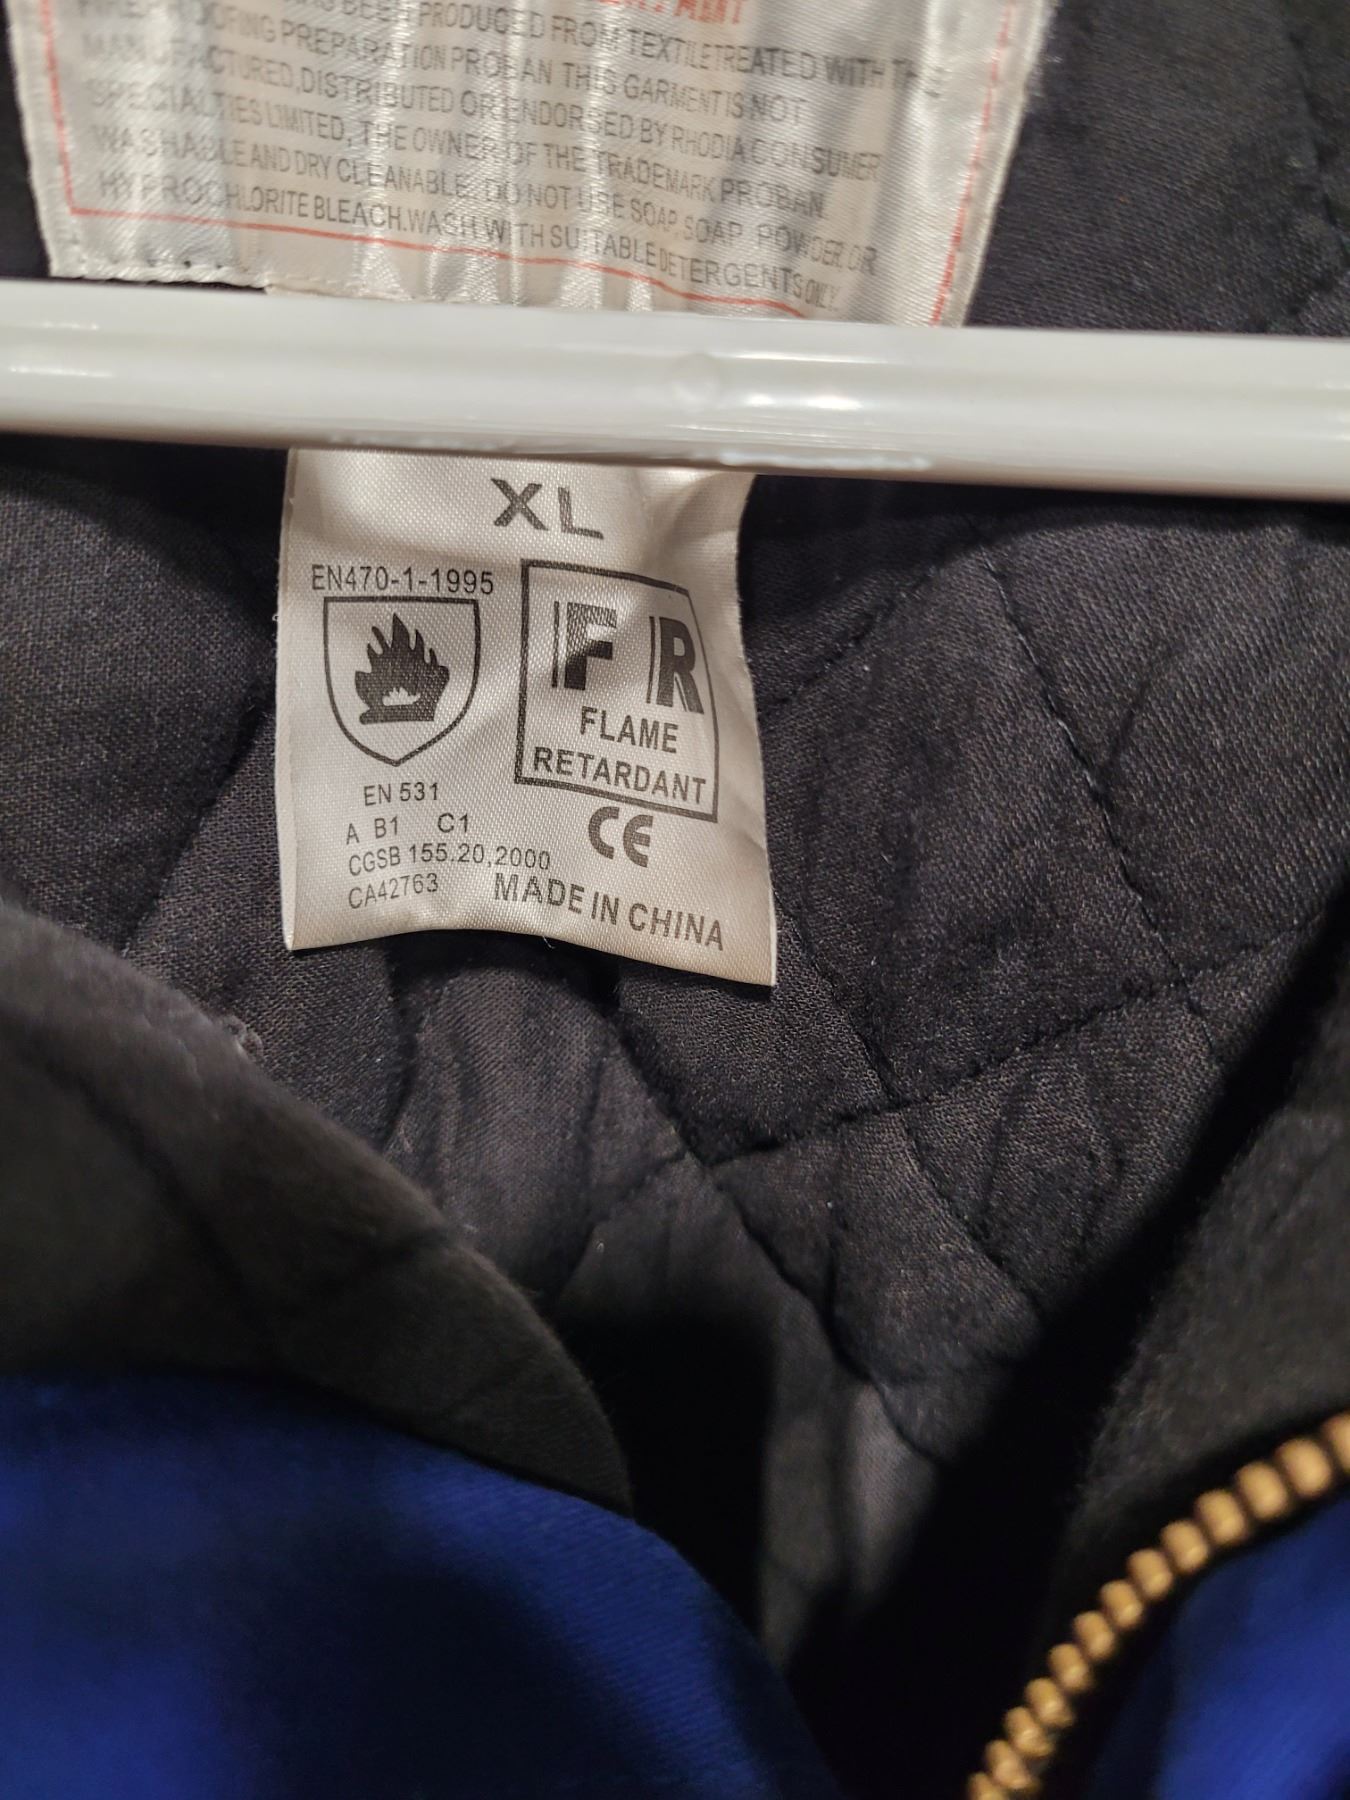 HAS BEEN PRODUCED FROM TEXTILE TREATED WITH THE
PROOFING PREPARATION PROBAN THIS GARMENT IS NOT
MANUFACTURED, DISTRIBUTED OR ENDORSED BY RHODIA CONSUMER
SPECIALTIES LIMITED, THE OWNER OF THE TRADEMARK PROBAN
WASHABLE AND DRY CLEANABLE. DO NOT USE SOAP, SOAP POWDER OR
HYPROCHLORITE BLEACH. WASH WITH SUITABLE DETERGENTS ONLY.
XL
EN470-1-1995
FR
FLAME
RETARDANT
EN 531
A B1 C1
CE
CGSB 155.20,2000
CA42763
MADE IN CHINA